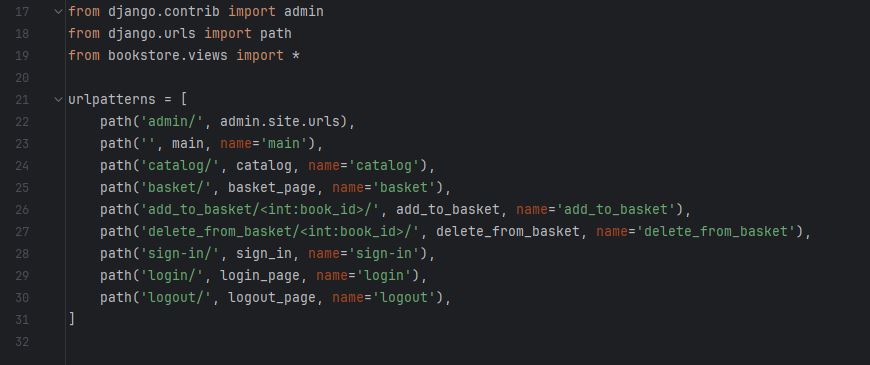 17 from django.contrib import admin
18 from django.urls import path
19 from bookstore.views import *
20
21 urlpatterns = [
22     path('admin/', admin.site.urls),
23     path('', main, name='main'),
24     path('catalog/', catalog, name='catalog'),
25     path('basket/', basket_page, name='basket'),
26     path('add_to_basket/<int:book_id>/', add_to_basket, name='add_to_basket'),
27     path('delete_from_basket/<int:book_id>/', delete_from_basket, name='delete_from_basket'),
28     path('sign-in/', sign_in, name='sign-in'),
29     path('login/', login_page, name='login'),
30     path('logout/', logout_page, name='logout'),
31 ]
32